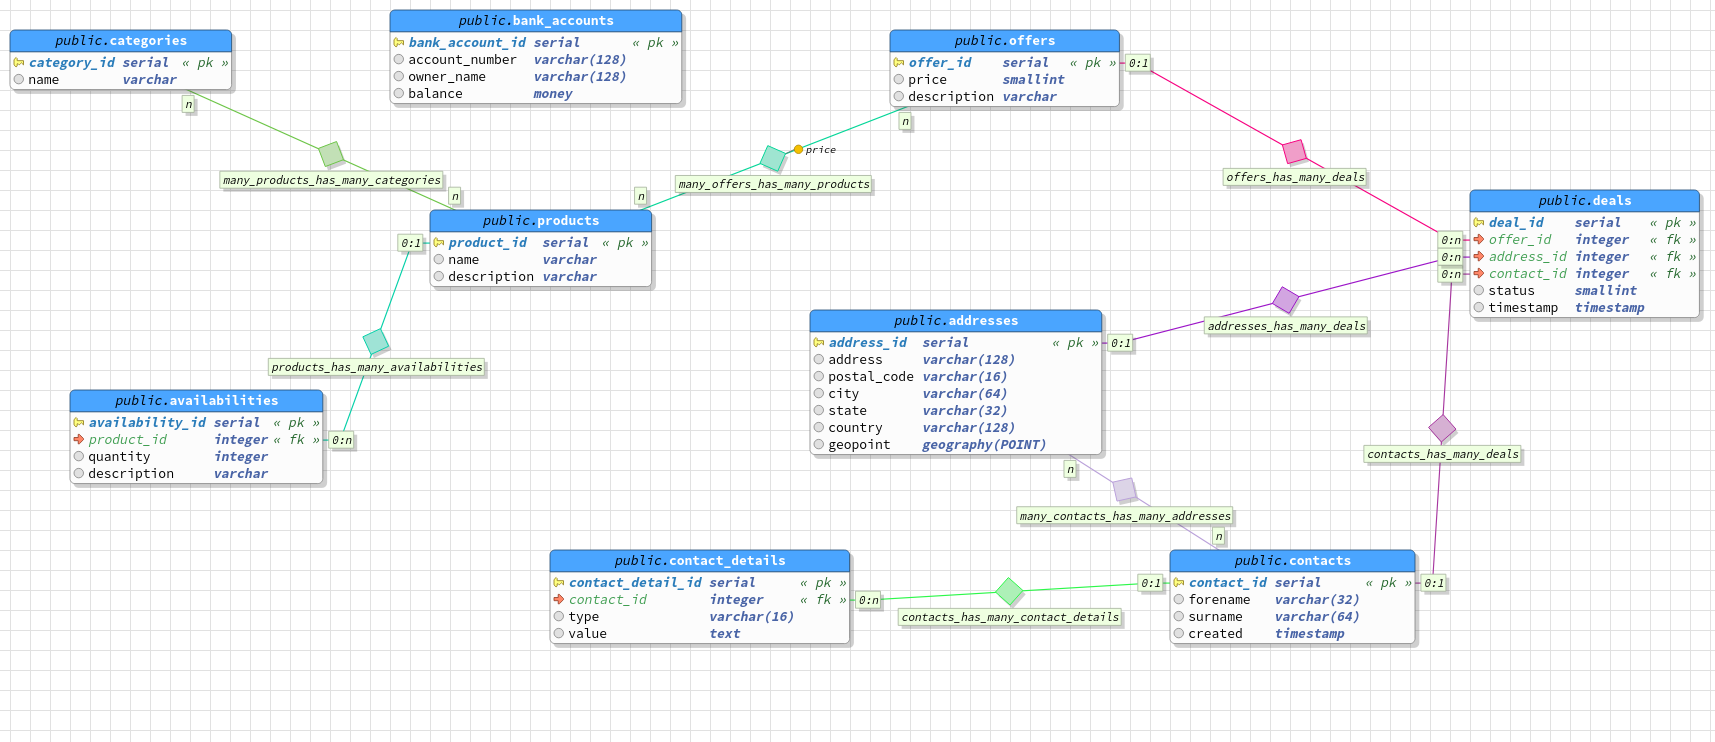 public.categories
category_id serial « pk »
name varchar
public.bank_accounts
bank_account_id serial « pk »
account_number varchar(128)
owner_name varchar(128)
balance money
public.offers
offer_id serial « pk »
price smallint
description varchar
0:1
n
n
price
offers_has_many_deals
many_products_has_many_categories
many_offers_has_many_products
n
n
public.products
product_id serial « pk »
name varchar
description varchar
0:1
public.deals
deal_id serial « pk »
offer_id integer « fk »
address_id integer « fk »
contact_id integer « fk »
status smallint
timestamp timestamp
0:n
0:n
0:n
addresses_has_many_deals
public.addresses
address_id serial « pk »
address varchar(128)
postal_code varchar(16)
city varchar(64)
state varchar(32)
country varchar(128)
geopoint geography(POINT)
0:1
products_has_many_availabilities
public.availabilities
availability_id serial « pk »
product_id integer « fk »
quantity integer
description varchar
0:n
contacts_has_many_deals
n
many_contacts_has_many_addresses
n
public.contact_details
contact_detail_id serial « pk »
contact_id integer « fk »
type varchar(16)
value text
0:n
contacts_has_many_contact_details
0:1
public.contacts
contact_id serial « pk »
forename varchar(32)
surname varchar(64)
created timestamp
0:1